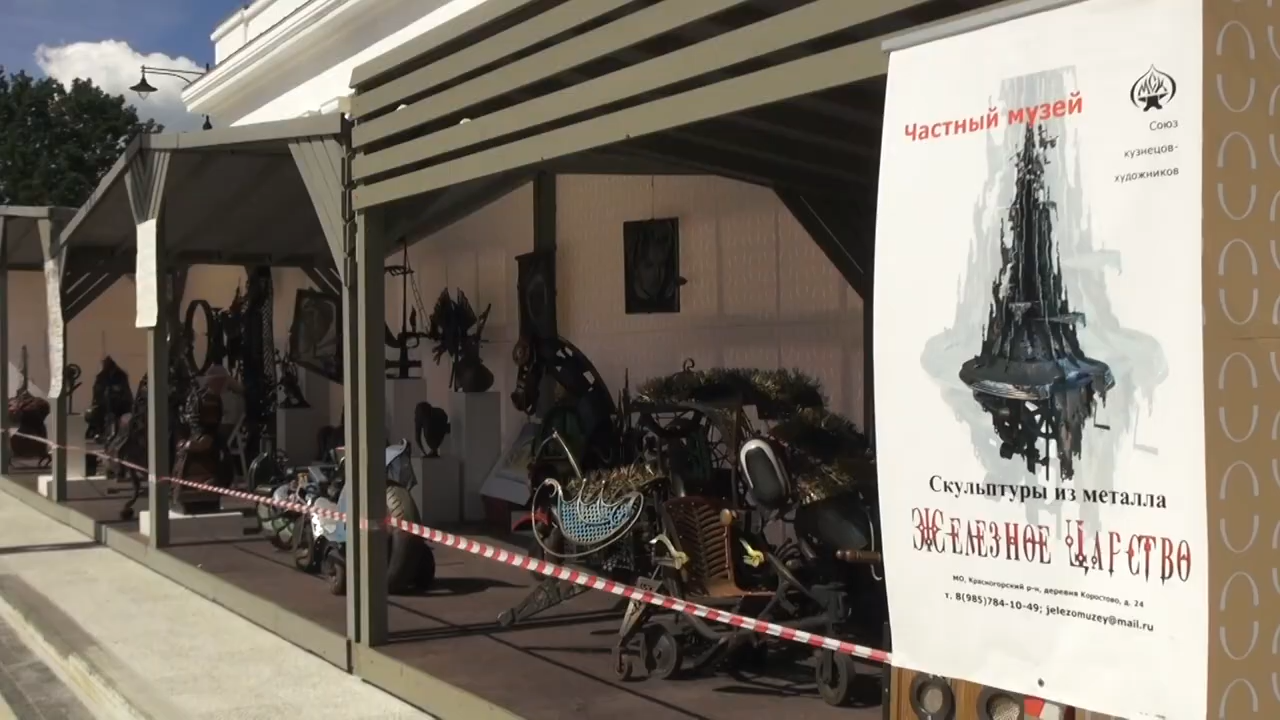 Частный музей
МСК
Союз
кузнецов-
художников
Скульптуры из металла
Железное Царство
МО, Красногорский р-н, деревня Коростово, д. 24
т. 8(985)784-10-49; jelezomuzey@mail.ru